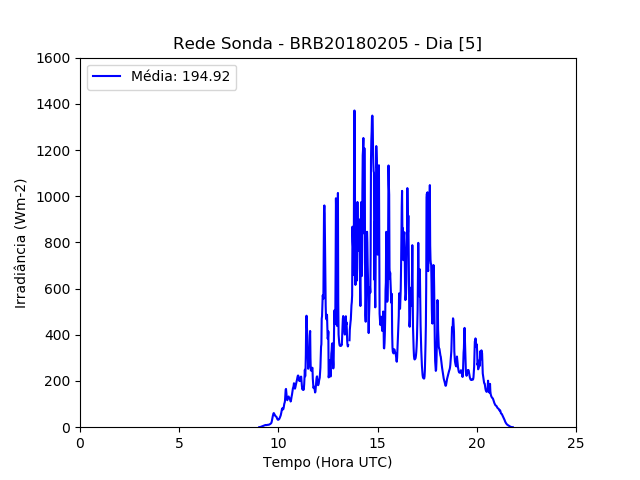 Rede Sonda - BRB20180205 - Dia [5]
Média: 194.92
Irradiância (Wm-2)
1600
1400
1200
1000
800
600
400
200
0
0 5 10 15 20 25
Tempo (Hora UTC)